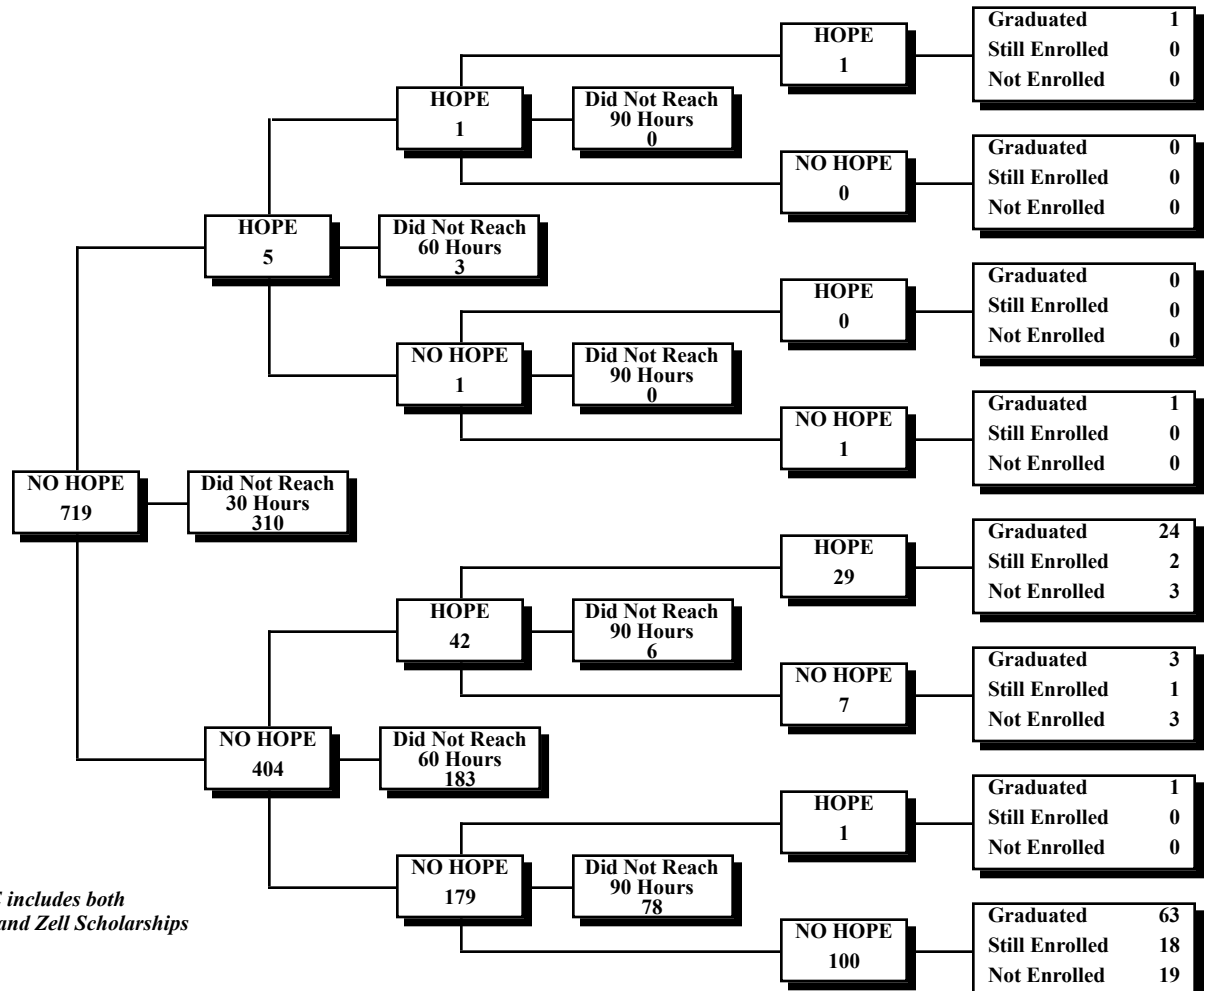 Graduated 1
Still Enrolled 0
Not Enrolled 0
HOPE
1
HOPE
1
Did Not Reach
90 Hours
0
Graduated 0
Still Enrolled 0
Not Enrolled 0
NO HOPE
0
HOPE
5
Did Not Reach
60 Hours
3
Graduated 0
Still Enrolled 0
Not Enrolled 0
HOPE
0
NO HOPE
1
Did Not Reach
90 Hours
0
Graduated 1
Still Enrolled 0
Not Enrolled 0
NO HOPE
1
NO HOPE
719
Did Not Reach
30 Hours
310
Graduated 24
Still Enrolled 2
Not Enrolled 3
HOPE
29
HOPE
42
Did Not Reach
90 Hours
6
Graduated 3
Still Enrolled 1
Not Enrolled 3
NO HOPE
7
NO HOPE
404
Did Not Reach
60 Hours
183
Graduated 1
Still Enrolled 0
Not Enrolled 0
HOPE
1
NO HOPE
179
Did Not Reach
90 Hours
78
includes both
and Zell Scholarships
Graduated 63
Still Enrolled 18
Not Enrolled 19
NO HOPE
100